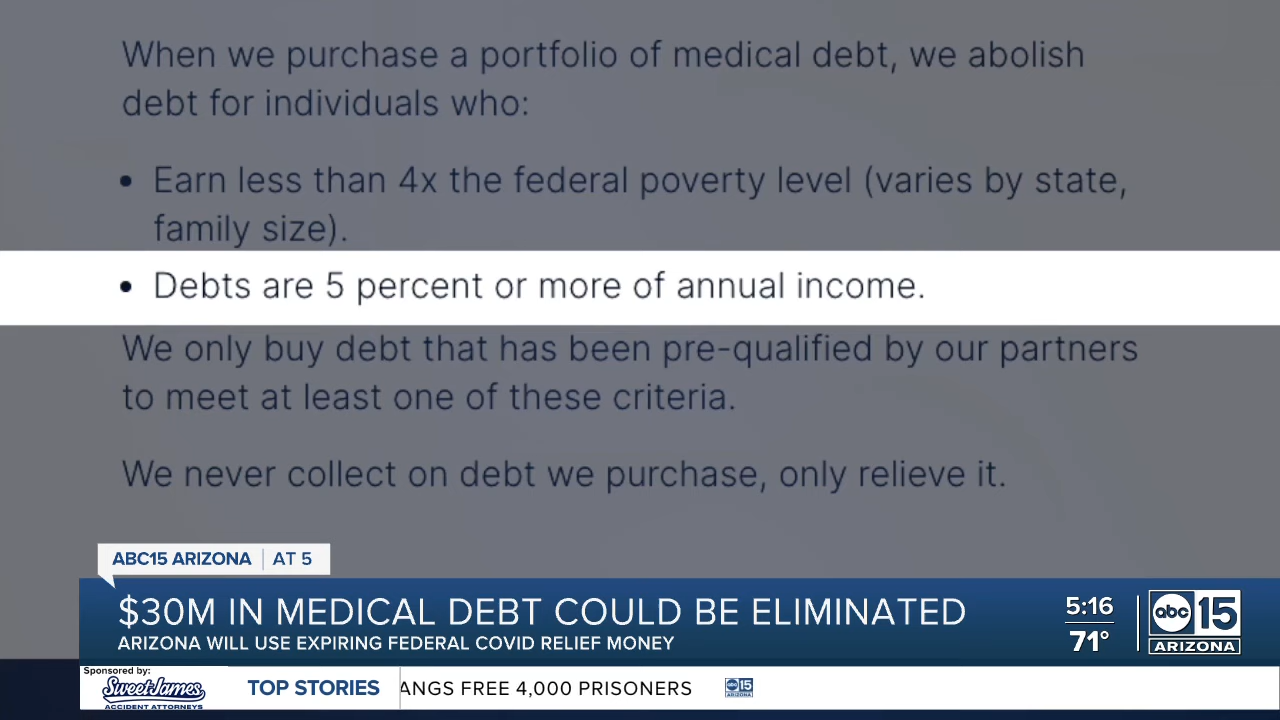 When we purchase a portfolio of medical debt, we abolish
debt for individuals who:
• Earn less than 4x the federal poverty level (varies by state,
family size).
• Debts are 5 percent or more of annual income.
We only buy debt that has been pre-qualified by our partners
to meet at least one of these criteria.
We never collect on debt we purchase, only relieve it.
ABC15 ARIZONA | AT 5
$30M IN MEDICAL DEBT COULD BE ELIMINATED
ARIZONA WILL USE EXPIRING FEDERAL COVID RELIEF MONEY
5:16
71°
abc 15
ARIZONA
Sponsored by:
Sweet James
ACCIDENT ATTORNEYS
TOP STORIES
ANGS FREE 4,000 PRISONERS
abc 15
ARIZONA